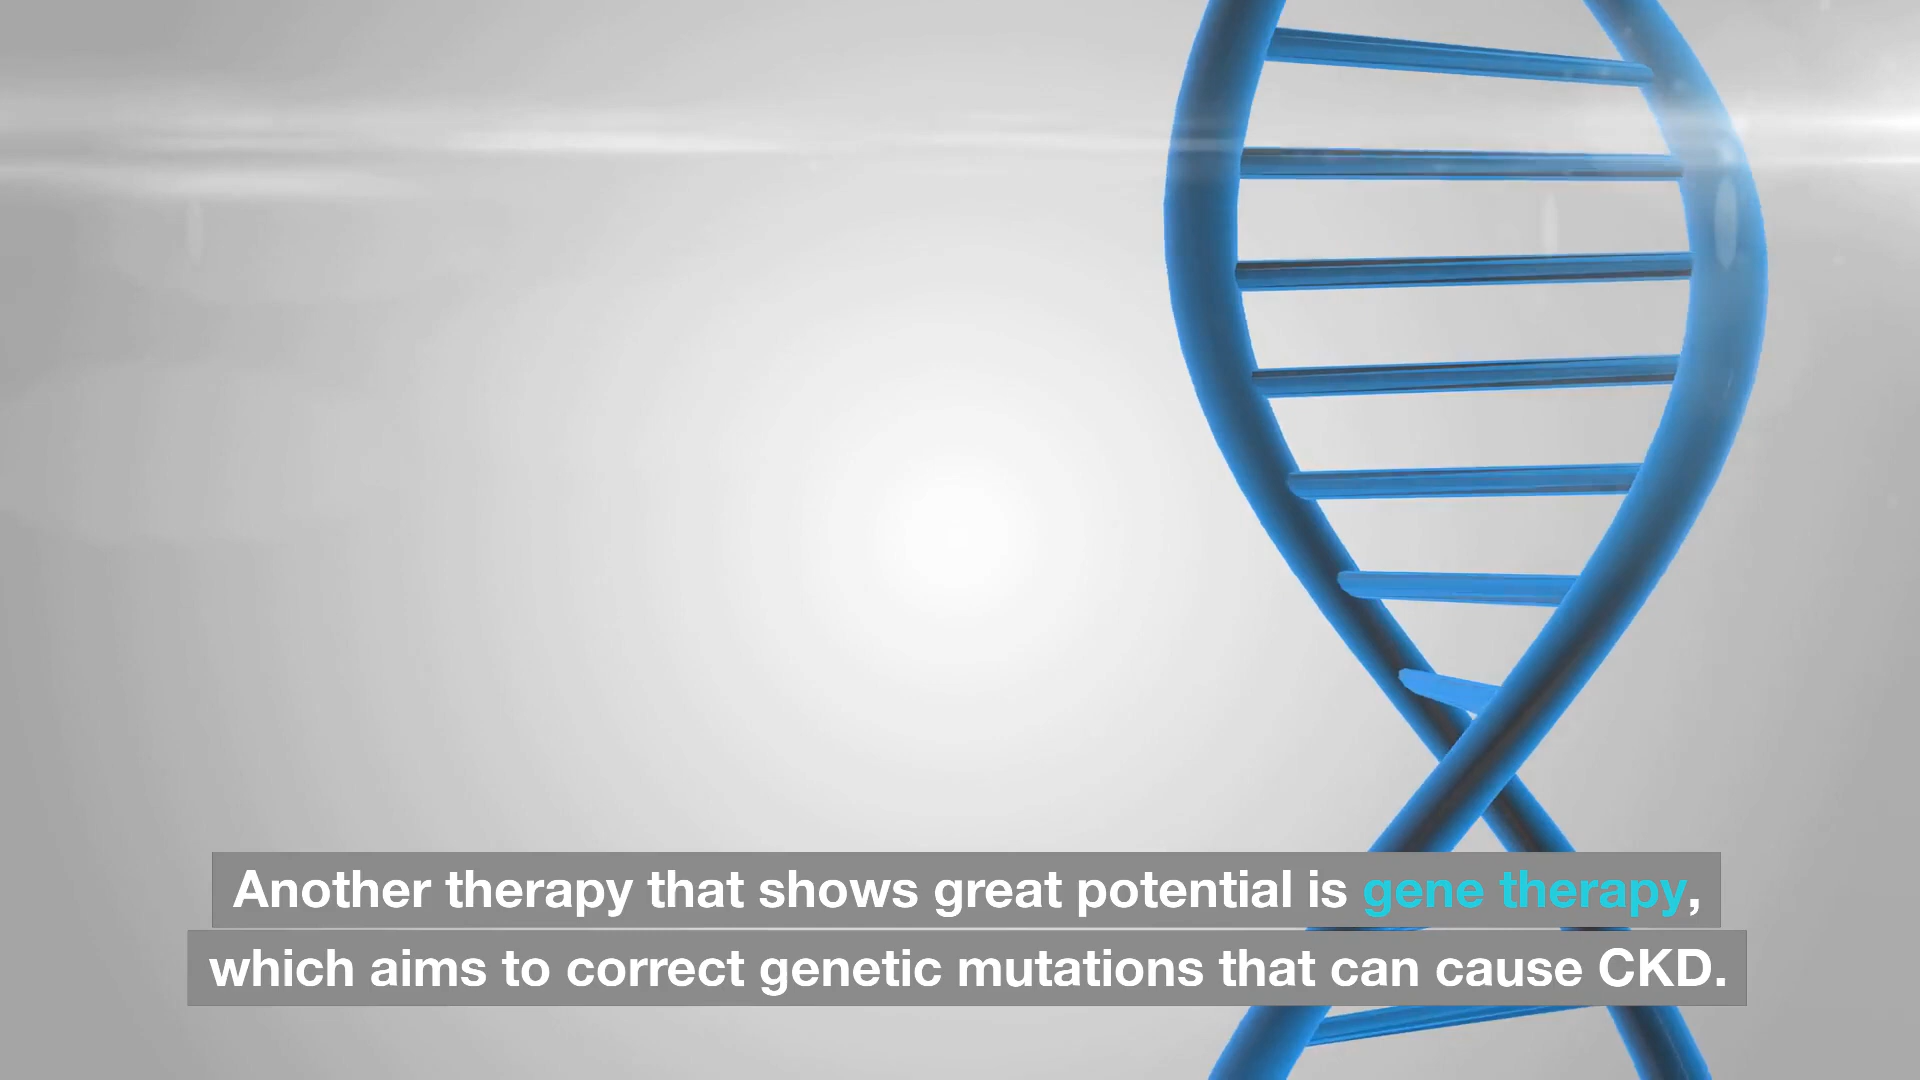 Another therapy that shows great potential is gene therapy,
which aims to correct genetic mutations that can cause CKD.